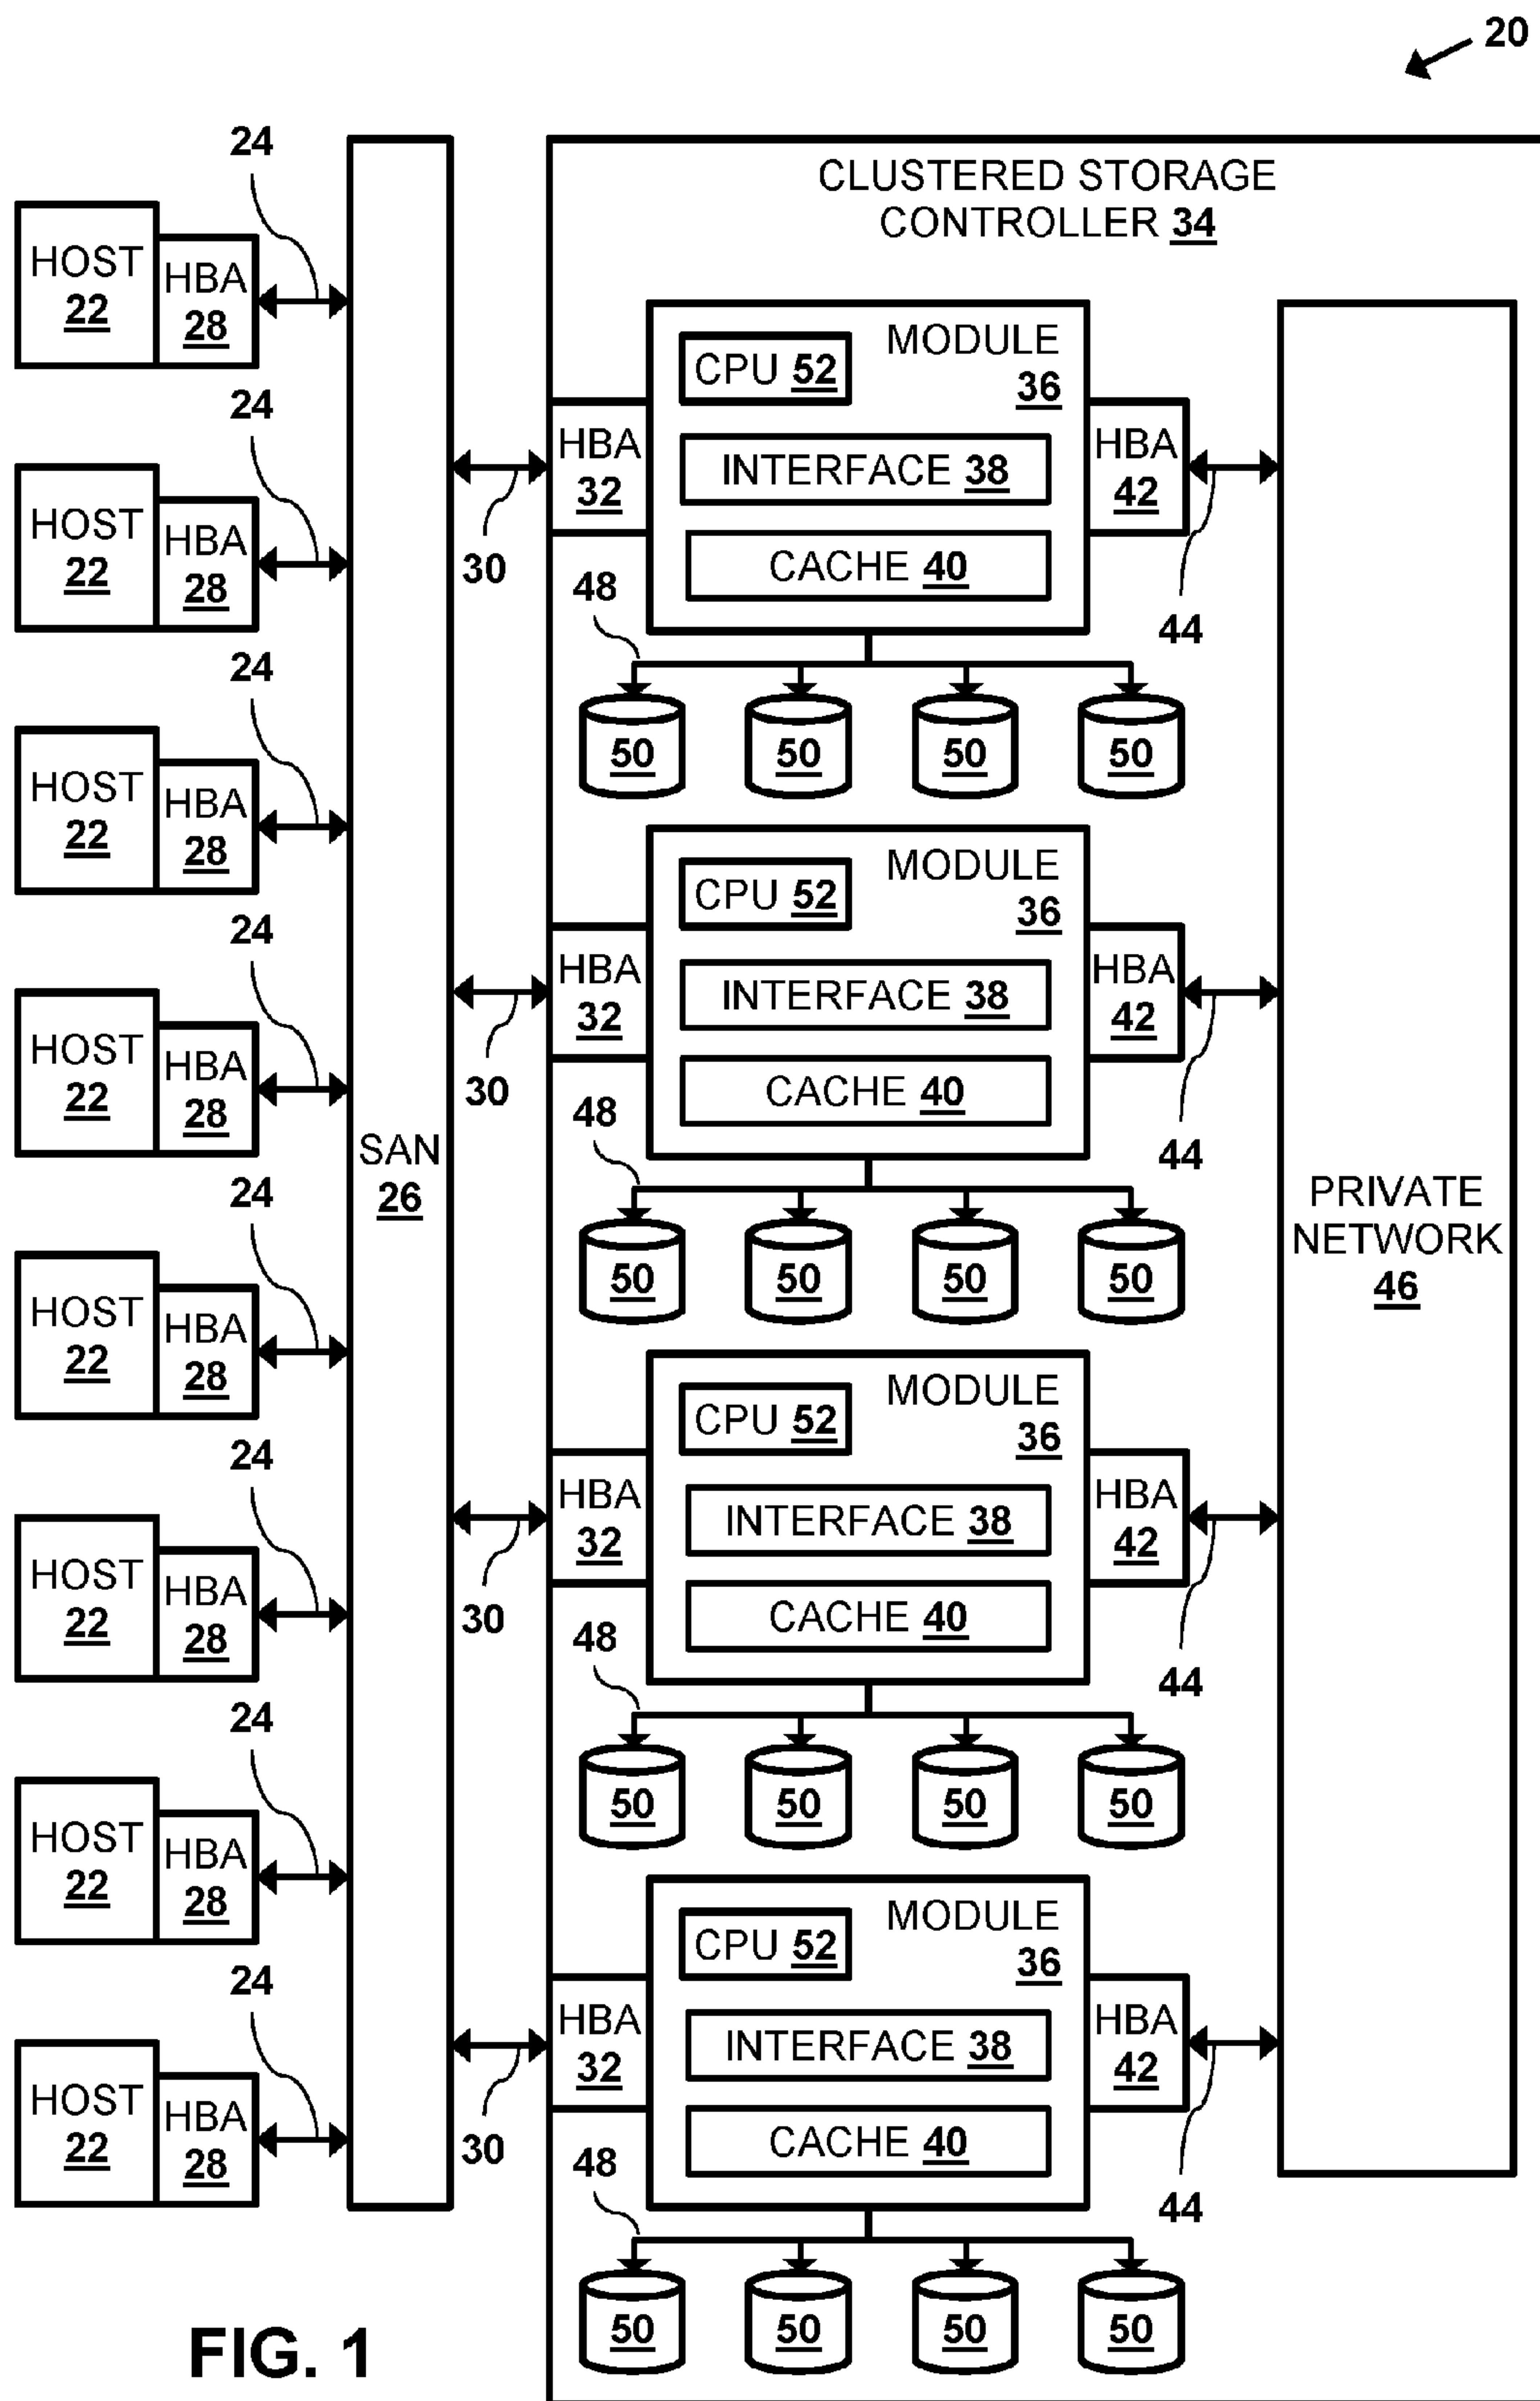 20
CLUSTERED STORAGE
CONTROLLER 34
24
HOST
22
HBA
28
24
HOST
22
HBA
28
24
HOST
22
HBA
28
24
HOST
22
HBA
28
24
HOST
22
HBA
28
24
HOST
22
HBA
28
24
HOST
22
HBA
28
24
HOST
22
HBA
28
SAN
26
30
HBA
32
MODULE
36
CPU 52
INTERFACE 38
CACHE 40
HBA
42
44
48
50 50 50 50
30
HBA
32
MODULE
36
CPU 52
INTERFACE 38
CACHE 40
HBA
42
44
48
50 50 50 50
30
HBA
32
MODULE
36
CPU 52
INTERFACE 38
CACHE 40
HBA
42
44
48
50 50 50 50
30
HBA
32
MODULE
36
CPU 52
INTERFACE 38
CACHE 40
HBA
42
44
48
50 50 50 50
PRIVATE
NETWORK
46
FIG. 1